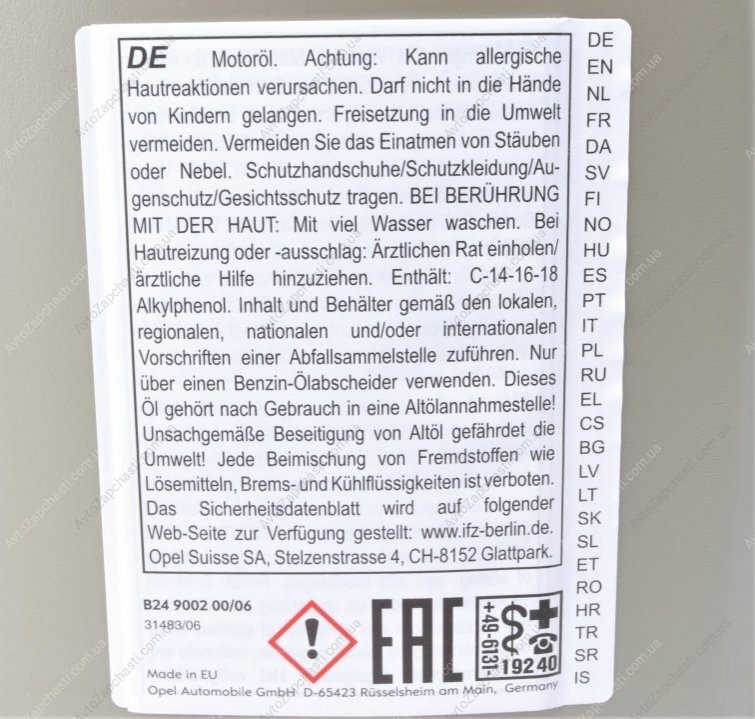 DE Motoröl. Achtung: Kann allergische
Hautreaktionen verursachen. Darf nicht in die Hände
von Kindern gelangen. Freisetzung in die Umwelt
vermeiden. Vermeiden Sie das Einatmen von Stäuben
oder Nebel. Schutzhandschuhe/Schutzkleidung/Au-
genschutz/Gesichtsschutz tragen. BEI BERÜHRUNG
MIT DER HAUT: Mit viel Wasser waschen. Bei
Hautreizung oder -ausschlag: Ärztlichen Rat einholen/
ärztliche Hilfe hinzuziehen. Enthält: C-14-16-18
Alkylphenol. Inhalt und Behälter gemäß den lokalen,
regionalen, nationalen und/oder internationalen
Vorschriften einer Abfallsammelstelle zuführen. Nur
über einen Benzin-Ölabscheider verwenden. Dieses
Öl gehört nach Gebrauch in eine Altölannahmestelle!
Unsachgemäße Beseitigung von Altöl gefährdet die
Umwelt! Jede Beimischung von Fremdstoffen wie
Lösemitteln, Brems- und Kühlflüssigkeiten ist verboten.
Das Sicherheitsdatenblatt wird auf folgender
Web-Seite zur Verfügung gestellt: www.ifz-berlin.de.
Opel Suisse SA, Stelzenstrasse 4, CH-8152 Glattpark.
DE
EN
NL
FR
DA
SV
FI
NO
HU
ES
PT
IT
PL
RU
EL
CS
BG
LV
LT
SK
SL
ET
RO
HR
TR
SR
IS
B24 9002 00/06
31483/06
EAC
+49-6131-
19240
Made in EU
Opel Automobile GmbH D-65423 Rüsselsheim am Main, Germany
AvtoZapchasti.com.ua